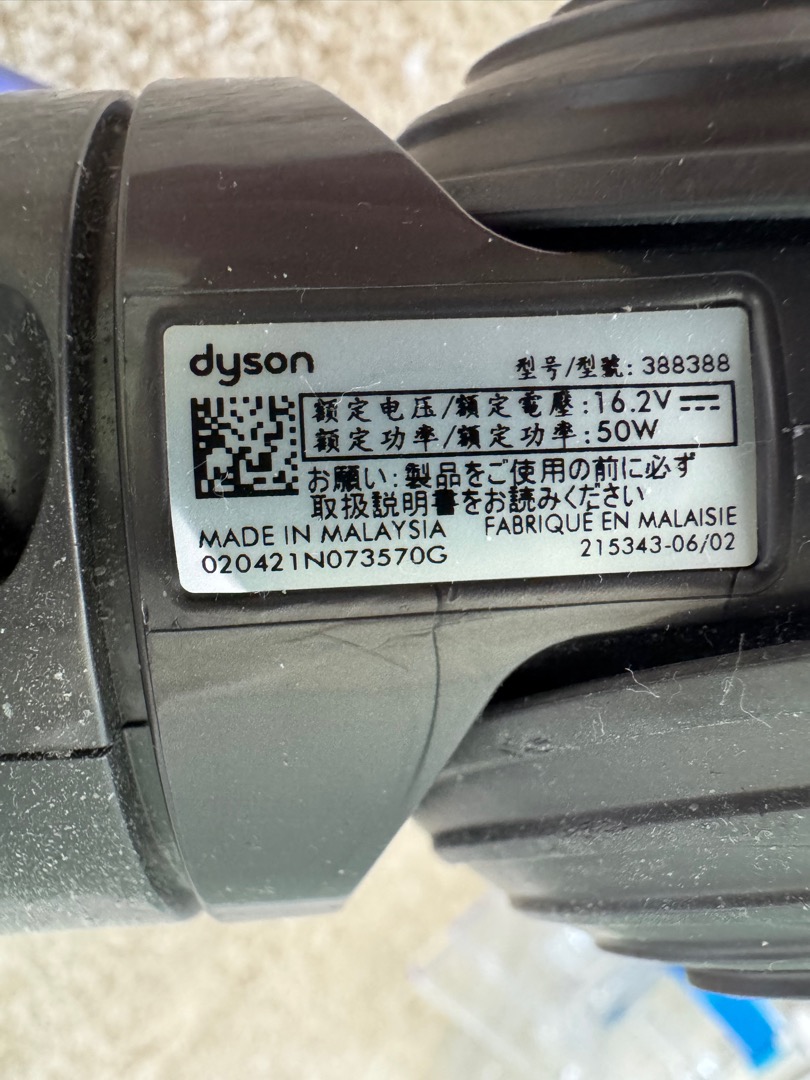 dyson
型号/型號: 388388
额定电压/額定電壓:16.2V
额定功率/額定功率:50W
お願い:製品をご使用の前に必ず
取扱説明書をお読みください
MADE IN MALAYSIA FABRIQUÉ EN MALAISIE
020421N073570G 215343-06/02